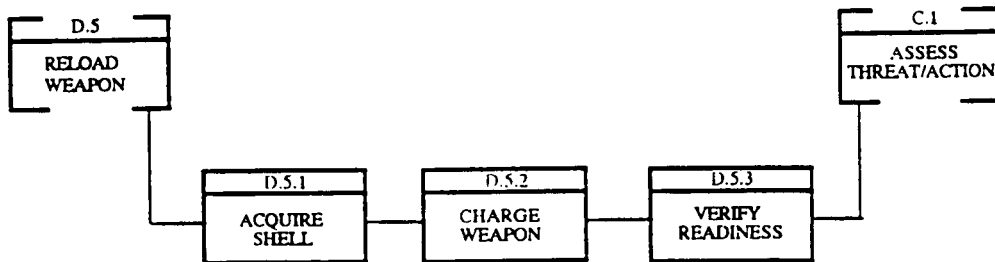 D.5
RELOAD
WEAPON
C.1
ASSESS
THREAT/ACTION
D.5.1
ACQUIRE
SHELL
D.5.2
CHARGE
WEAPON
D.5.3
VERIFY
READINESS